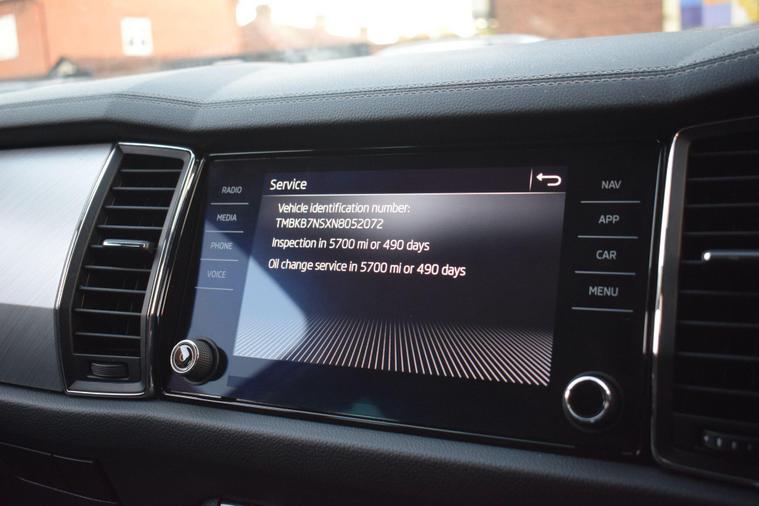 Service
RADIO
MEDIA
PHONE
VOICE
Vehicle identification number:
TMBKB7NSXN8052072
Inspection in 5700 mi or 490 days
Oil change service in 5700 mi or 490 days
NAV
APP
CAR
MENU